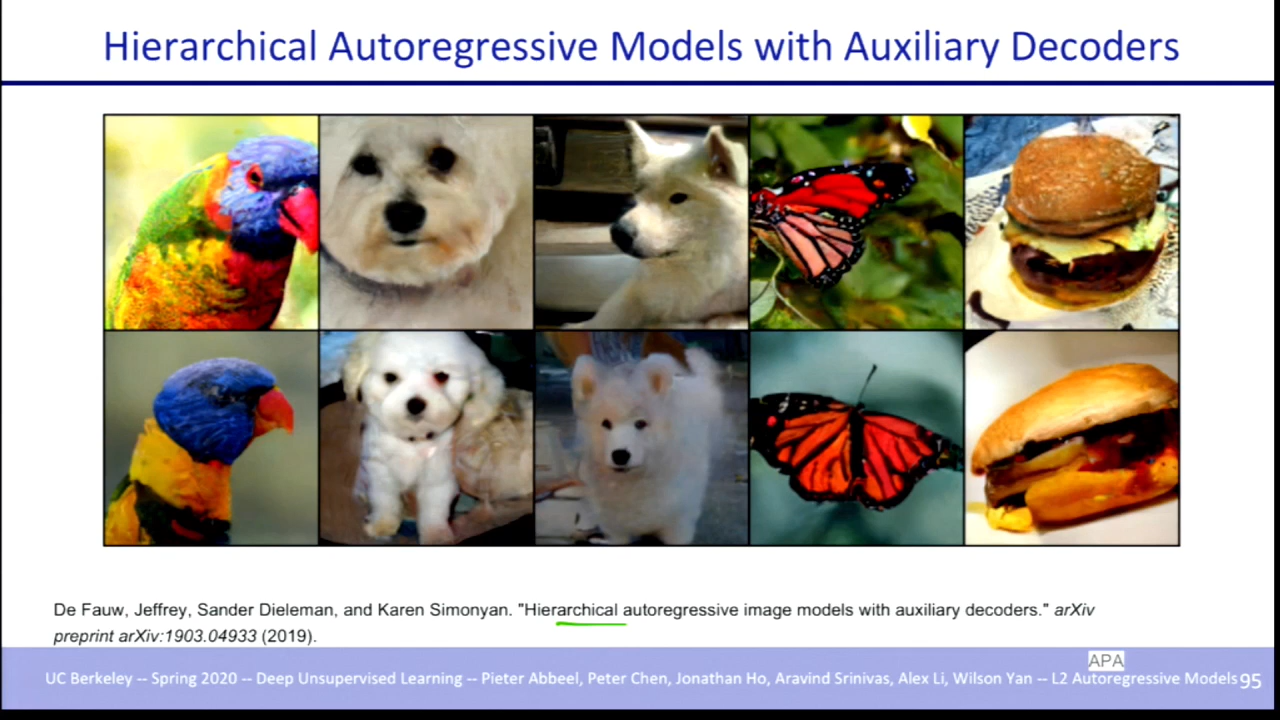 Hierarchical Autoregressive Models with Auxiliary Decoders
De Fauw, Jeffrey, Sander Dieleman, and Karen Simonyan. "Hierarchical autoregressive image models with auxiliary decoders." arXiv
preprint arXiv:1903.04933 (2019).
APA
UC Berkeley -- Spring 2020 -- Deep Unsupervised Learning -- Pieter Abbeel, Peter Chen, Jonathan Ho, Aravind Srinivas, Alex Li, Wilson Yan -- L2 Autoregressive Models 95